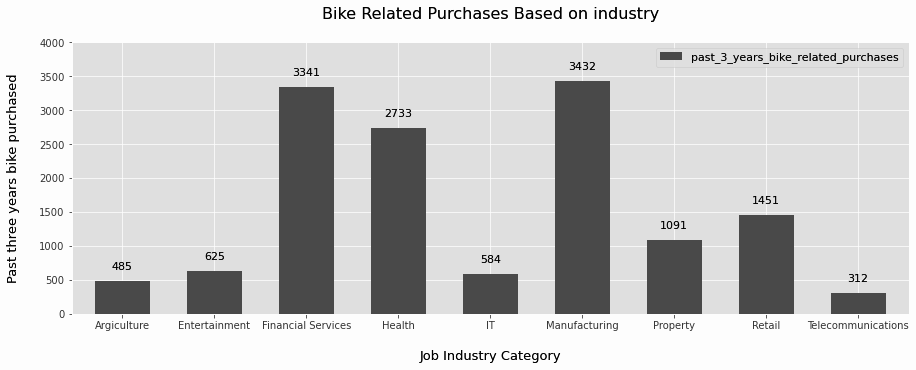 Bike Related Purchases Based on industry
past_3_years_bike_related_purchases
Past three years bike purchased
4000
3500
3000
2500
2000
1500
1000
500
0
485
625
3341
2733
584
3432
1091
1451
312
Argiculture
Entertainment
Financial Services
Health
IT
Manufacturing
Property
Retail
Telecommunications
Job Industry Category